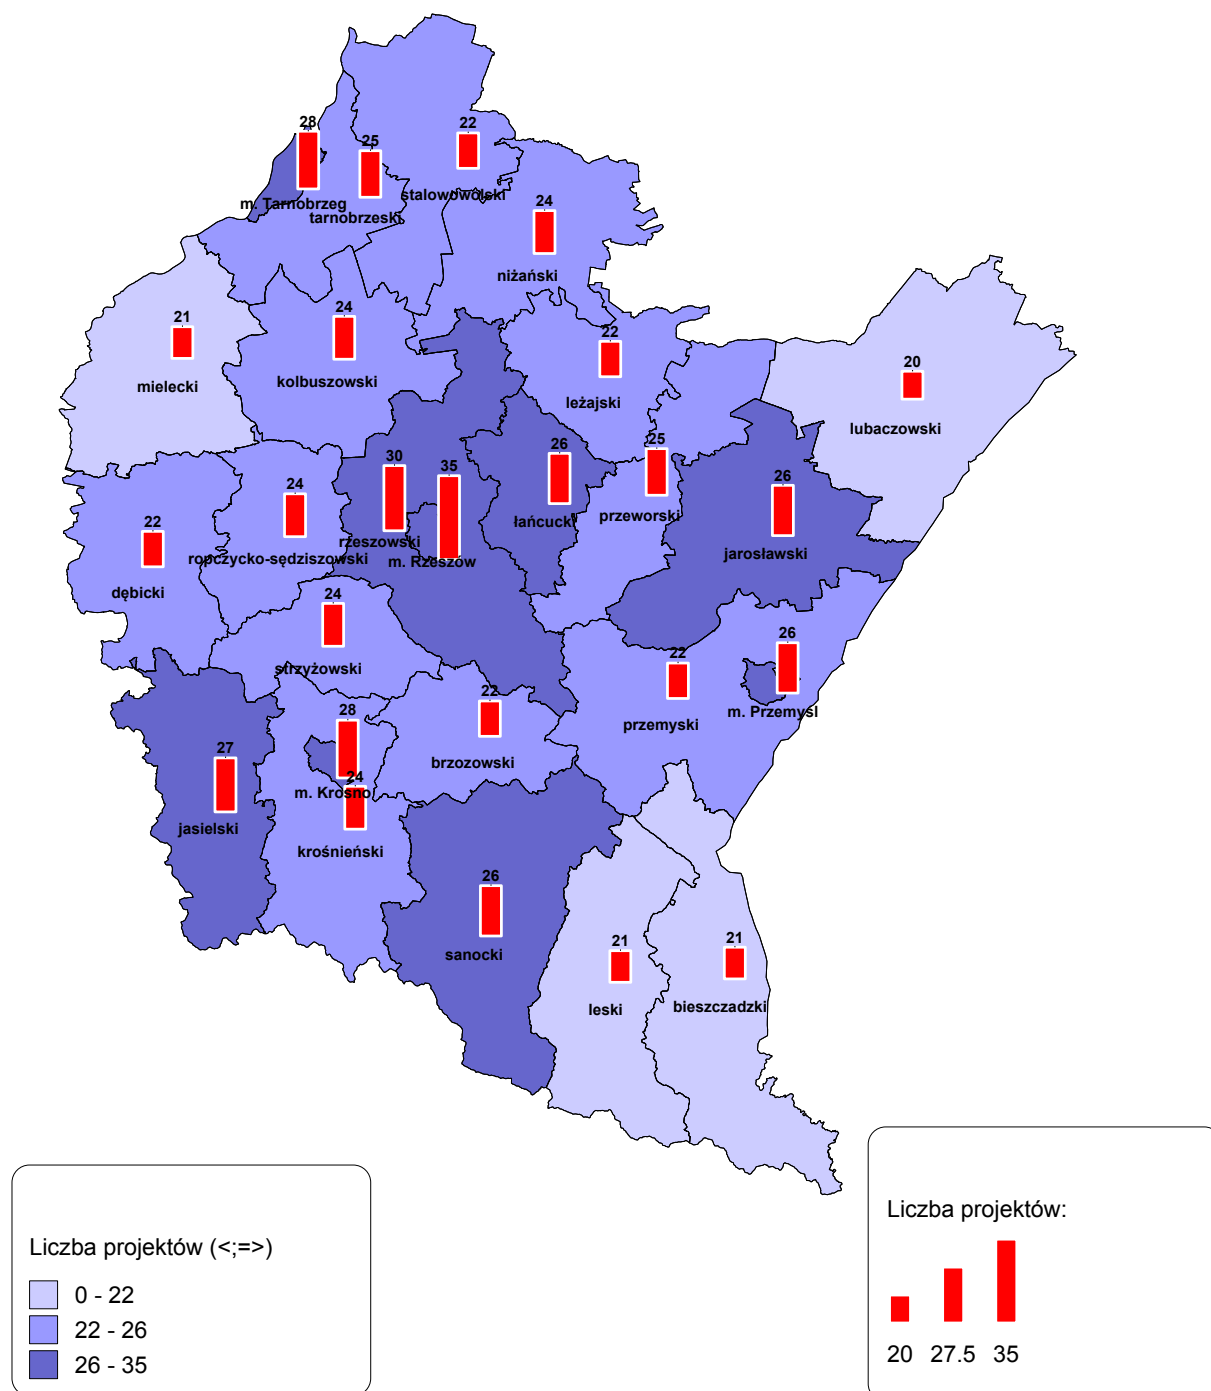 28
m. Tarnobrzeg
25
tarnobrzeski
22
stalowowolski
24
niżański
21
mielecki
24
kolbuszowski
22
leżajski
20
lubaczowski
22
dębicki
24
ropczycko-sędziszowski
30
rzeszowski
35
m. Rzeszów
26
łańcucki
25
przeworski
26
jarosławski
24
strzyżowski
22
przemyski
26
m. Przemyśl
27
jasielski
28
m. Krosno
24
krośnieński
22
brzozowski
26
sanocki
21
leski
21
bieszczadzki
Liczba projektów (<;=>)
0 - 22
22 - 26
26 - 35
Liczba projektów:
20 27.5 35